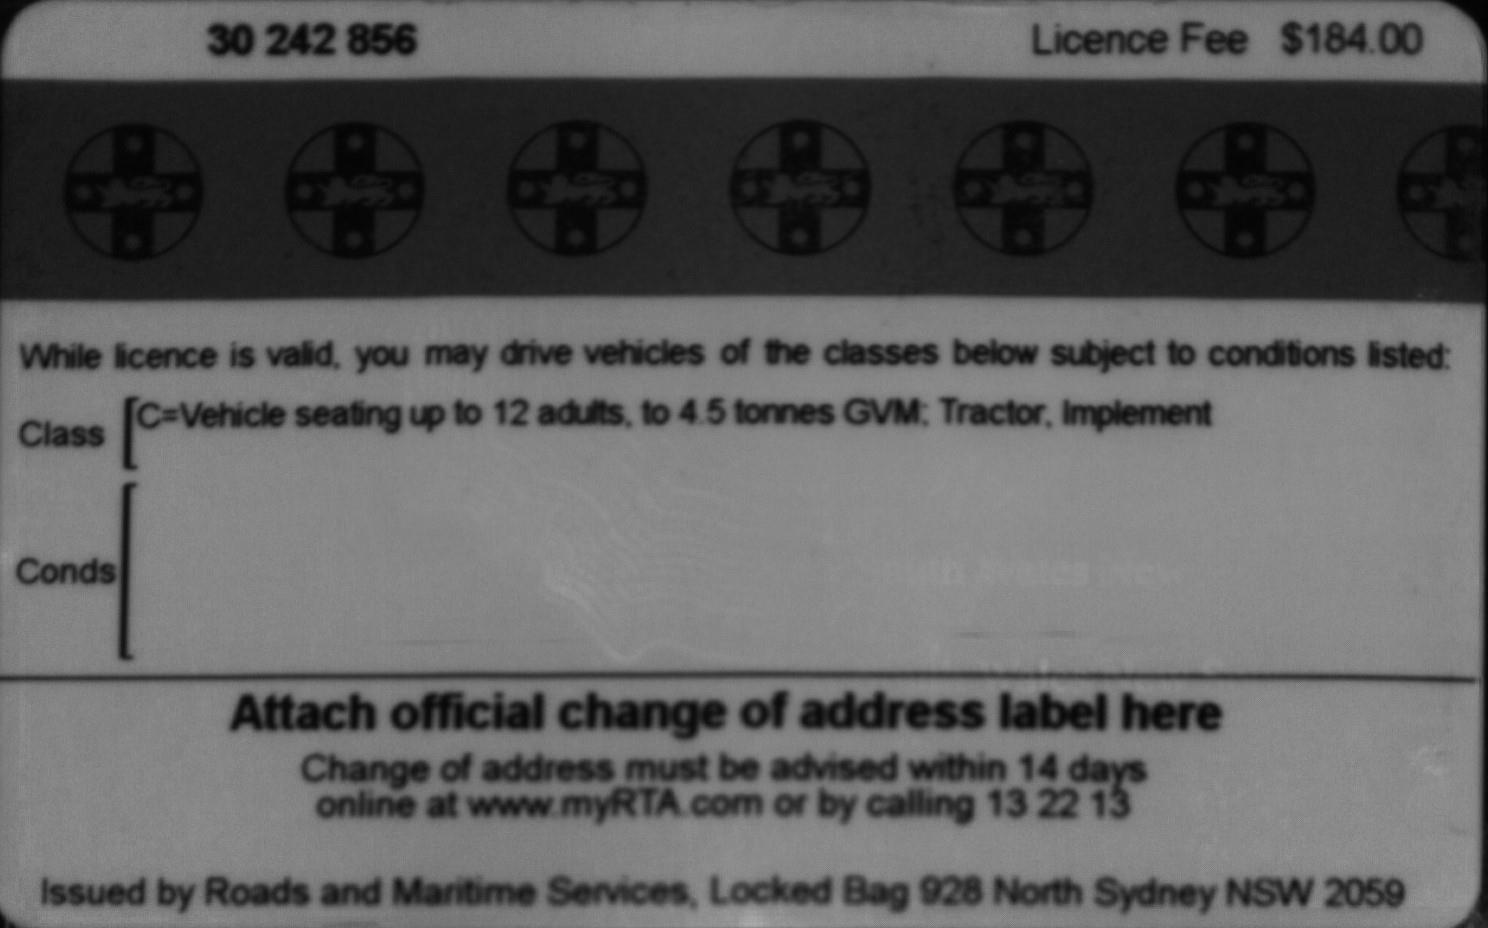 30 242 856 Licence Fee $184.00
While licence is valid, you may drive vehicles of the classes below subject to conditions listed:
Class C=Vehicle seating up to 12 adults, to 4.5 tonnes GVM; Tractor, Implement
Conds
Attach official change of address label here
Change of address must be advised within 14 days
online at www.myRTA.com or by calling 13 22 13
Issued by Roads and Maritime Services, Locked Bag 928 North Sydney NSW 2059